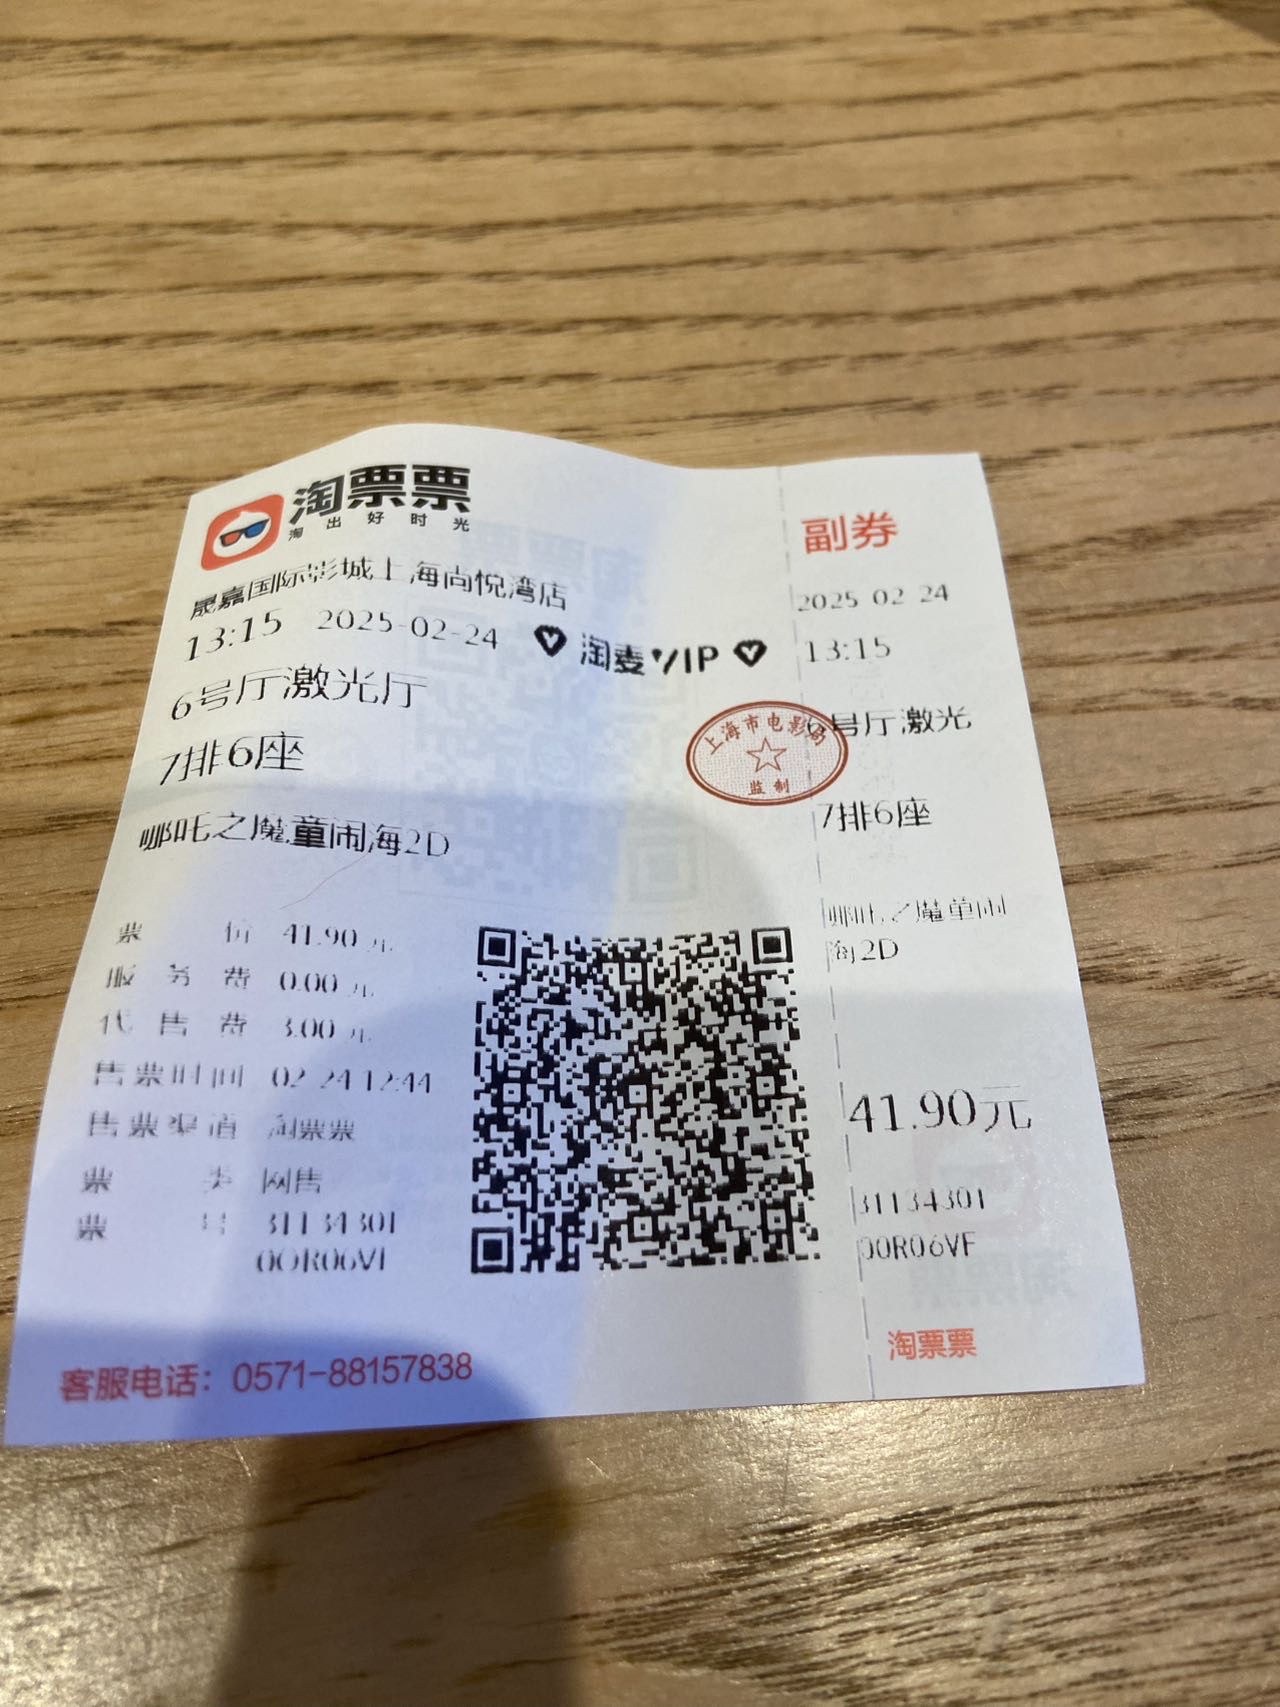 淘票票
淘出好时光
晟嘉国际影城上海尚悦湾店
13:15 2025-02-24 淘麦VIP
6号厅激光厅
7排6座
哪吒之魔童闹海2D
票价 41.90元
服务费 0.00元
代售费 3.00元
售票时间 02-24 12:44
售票渠道 淘票票
票类 网售
票号 31134301
00R06VF
客服电话：0571-88157838
上海市电影局
监制
副券
2025-02-24
13:15
6号厅激光
7排6座
哪吒之魔童闹
海2D
41.90元
31134301
00R06VF
淘票票